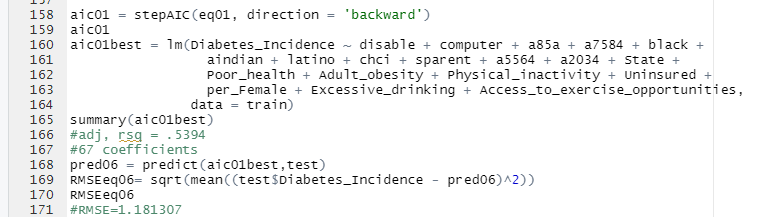 158 aic01 = stepAIC(eq01, direction = 'backward')
159 aic01
160 aic01best = lm(Diabetes_Incidence ~ disable + computer + a85a + a7584 + black +
161 aindian + latino + chci + sparent + a5564 + a2034 + State +
162 Poor_health + Adult_obesity + Physical_inactivity + Uninsured +
163 per_Female + Excessive_drinking + Access_to_exercise_opportunities,
164 data = train)
165 summary(aic01best)
166 #adj, rsg = .5394
167 #67 coefficients
168 pred06 = predict(aic01best,test)
169 RMSEeq06= sqrt(mean((test$Diabetes_Incidence - pred06)^2))
170 RMSEeq06
171 #RMSE=1.181307